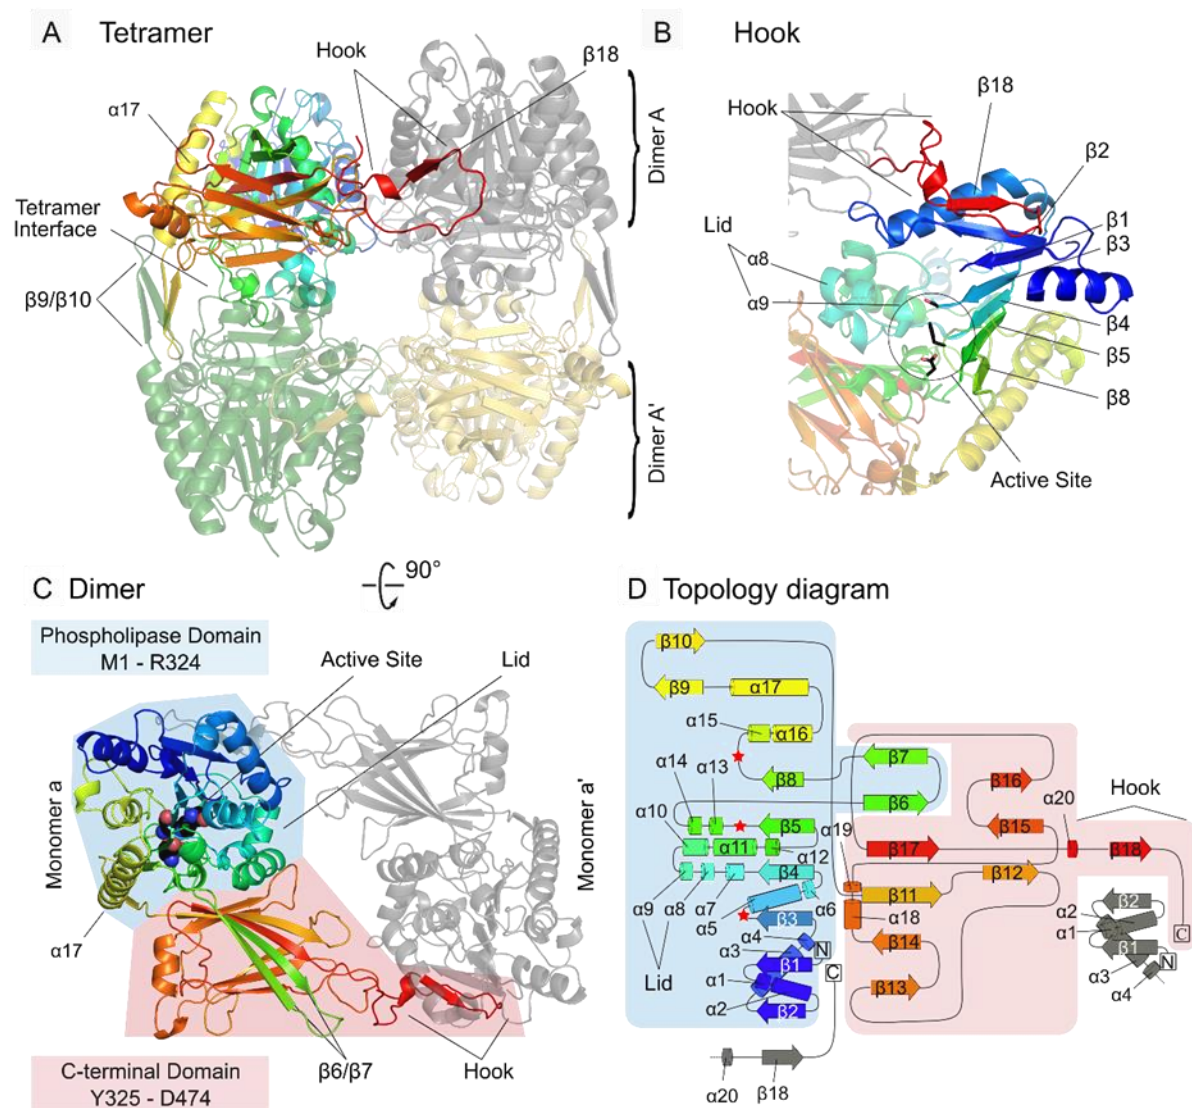 A Tetramer
Hook
β18
α17
Tetramer
Interface
β9/β10
Dimer A
Dimer A'
B Hook
β18
Hook
β2
β1
β3
Lid
α8
α9
β4
β5
β8
Active Site
90°
C Dimer
Phospholipase Domain
M1 - R324
Active Site
Lid
Monomer a
Monomer a'
α17
β6/β7
Hook
C-terminal Domain
Y325 - D474
D Topology diagram
β10
β9
α17
α15
α16
α14
α13
β8
β7
β16
α20
Hook
α10
β6
β5
α19
β15
α11
α12
β17
β18
β4
β11
β12
α9
α8
α7
α6
α5
β3
α18
β2
α2
α1
β14
β1
C
α4
α3
N
N
Lid
β1
C
α3
α4
α1
β13
α2
β2
α20
β18